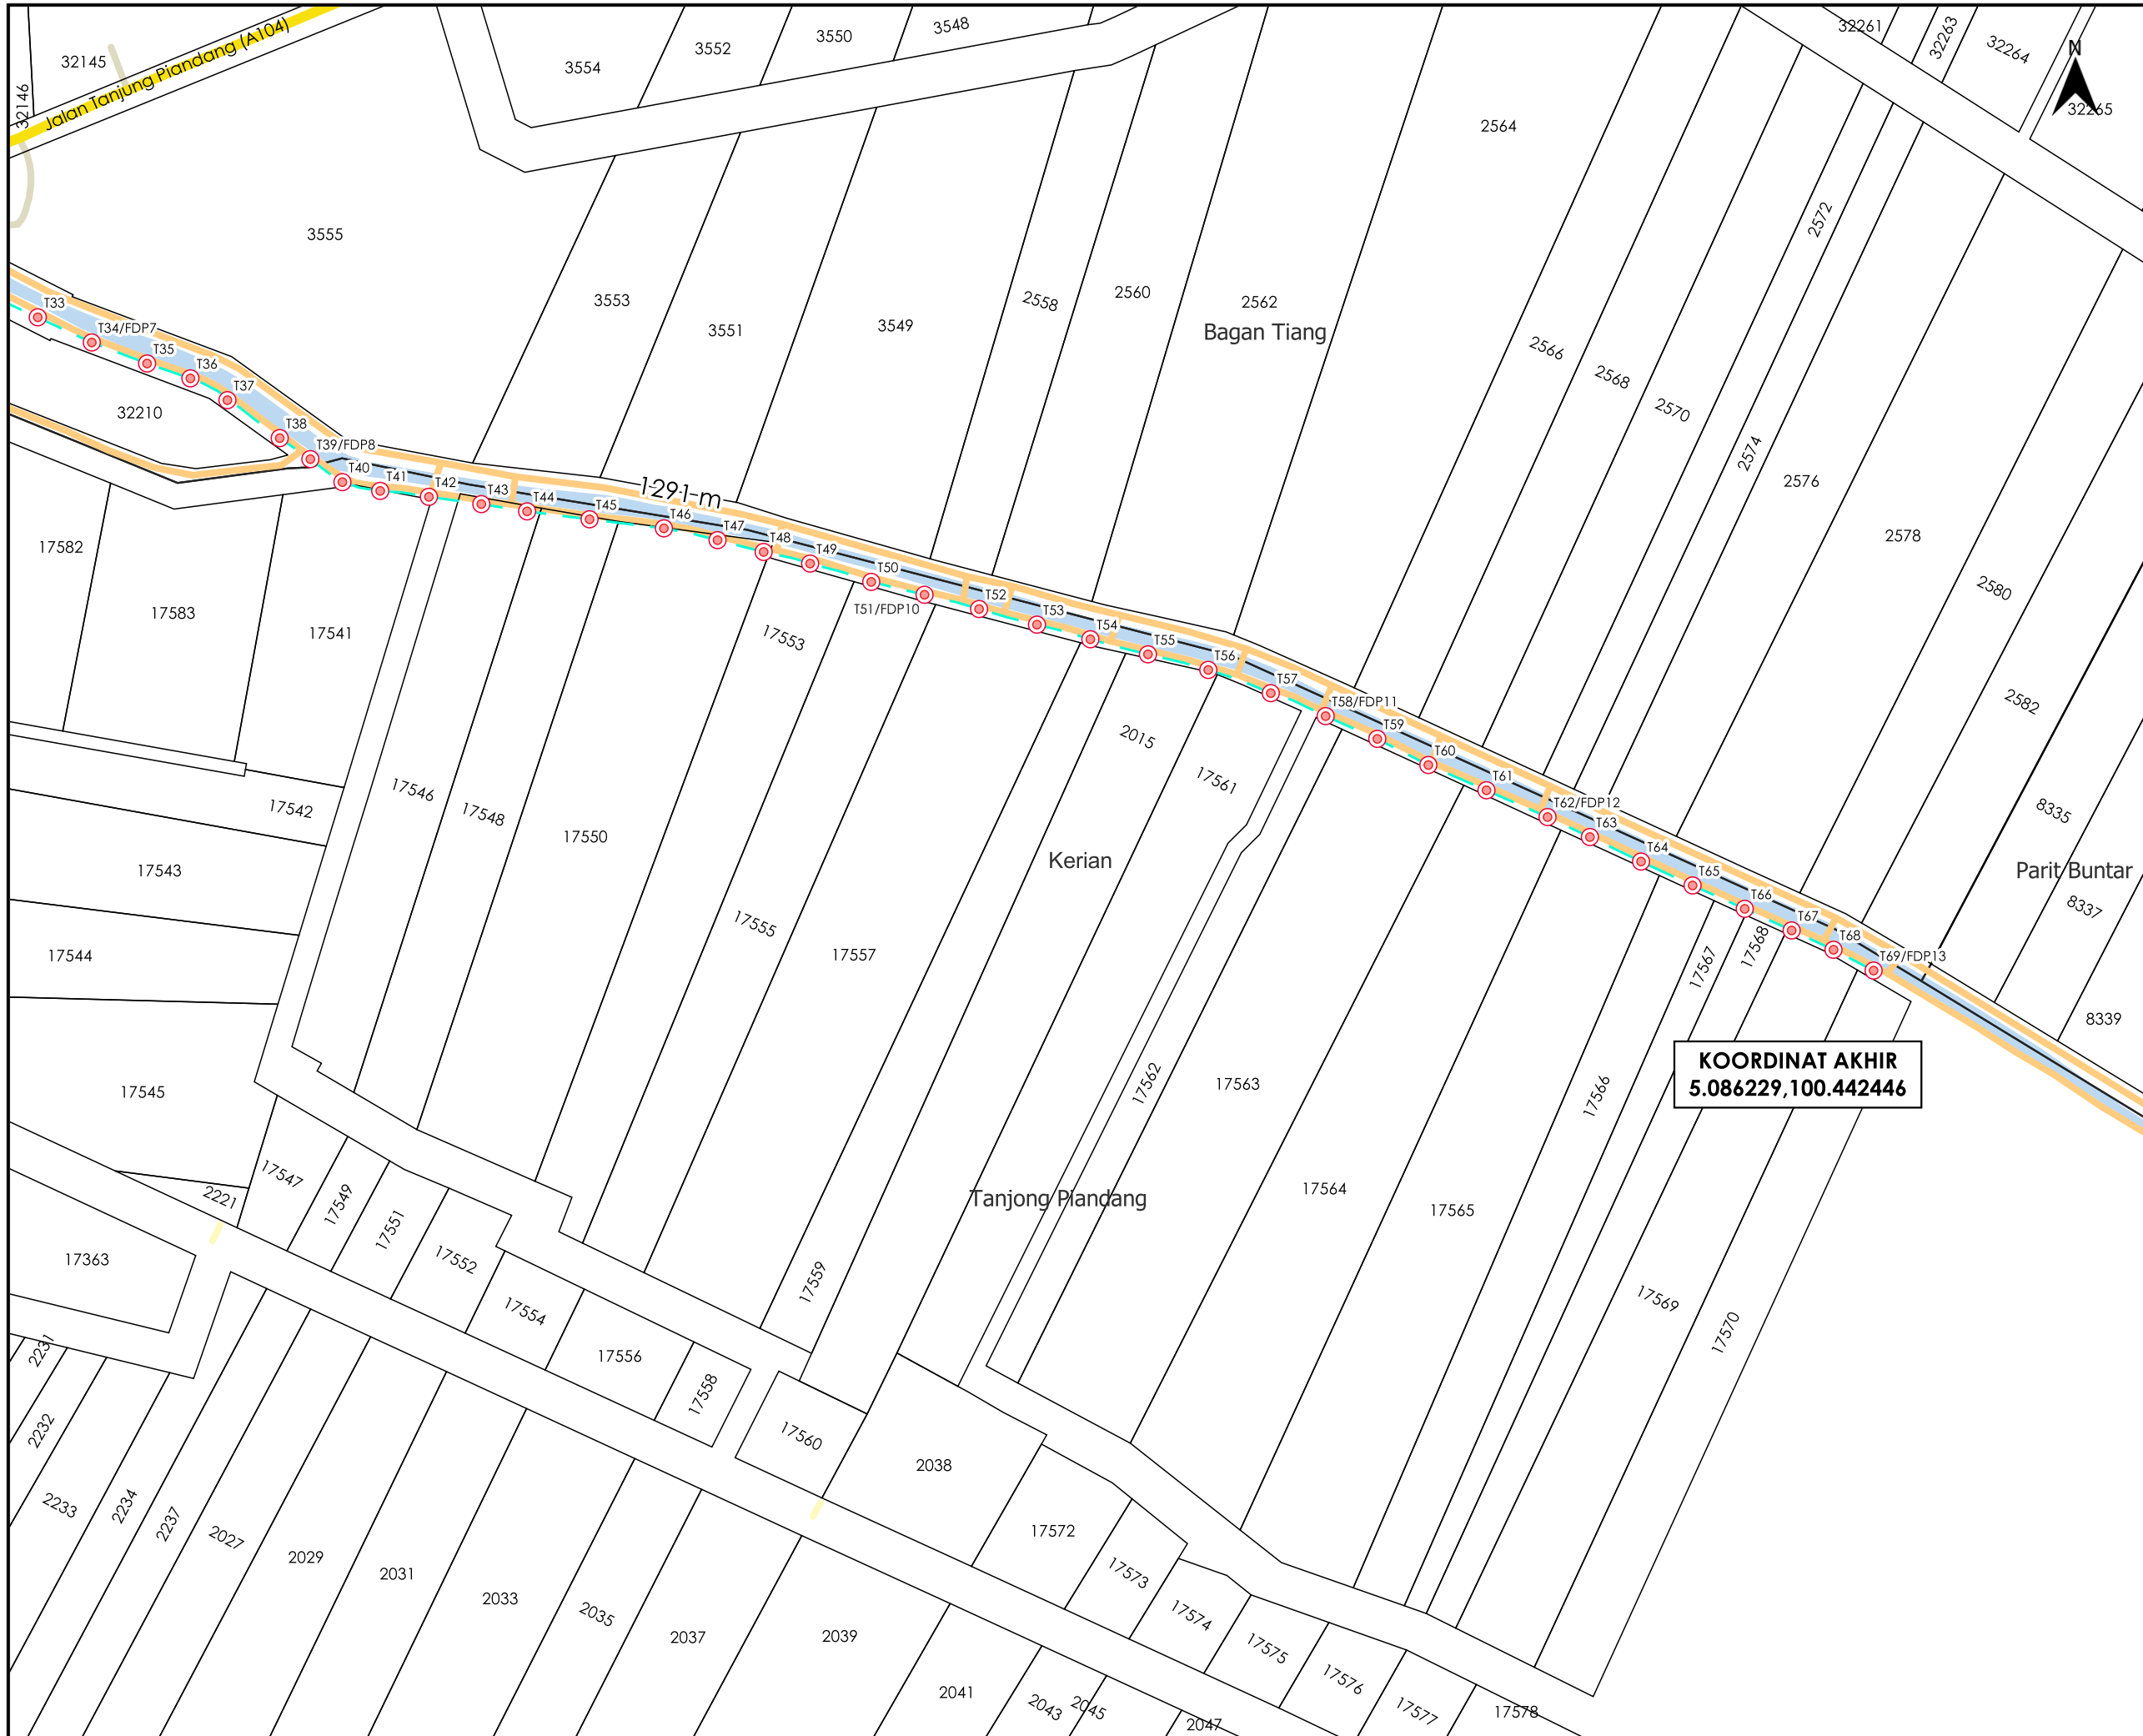 3548
3550
3552
3554
32145
32146
Jalan Tanjung Piandang (A104)
32261
32263
32264
N
32265
2564
2572
3555
3553
3551
3549
2558
2560
2562
Bagan Tiang
2566
2568
2570
2574
2576
2578
2580
2582
8335
Parit Buntar
8337
8339
T33
T34/FDP7
T35
T36
T37
T38
T39/FDP8
T40
T41
T42
T43
T44
T45
T46
T47
T48
T49
T50
T51/FDP10
T52
T53
T54
T55
T56
T57
T58/FDP11
T59
T60
T61
T62/FDP12
T63
T64
T65
T66
T67
T68
T69/FDP13
1291 m
32210
17582
17583
17541
17542
17543
17544
17545
17546
17548
17550
17553
17555
17557
2015
17561
Kerian
17562
17563
17564
17565
17566
17567
17568
KOORDINAT AKHIR
5.086229,100.442446
Tanjong Piandang
17569
17570
17559
17547
17549
17551
17552
17554
17556
17558
17560
2221
17363
2231
2232
2233
2234
2237
2027
2029
2031
2033
2035
2037
2039
2038
2041
2043
2045
2047
17572
17573
17574
17575
17576
17577
17578